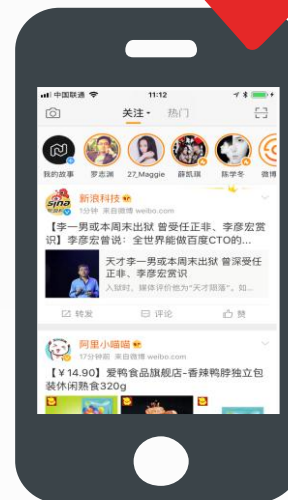 中国联通 11:12
关注 热门
我的故事 罗志渊 27_Maggie 薛凯琪 陈学冬 微博
sina 新浪科技
1分钟 来自微博 weibo.com
【李一男或本周末出狱 曾受任正非、李彦宏赏
识】李彦宏曾说：全世界能做百度CTO的...
天才李一男或本周末出狱 曾深受任
正非、李彦宏赏识
入狱时，媒体评价他为“天才陨落”。如...
转发 评论 赞
阿里小喵喵
17分钟前 来自微博 weibo.com
【￥14.90】爱鸭食品旗舰店-香辣鸭脖独立包
装休闲熟食320g